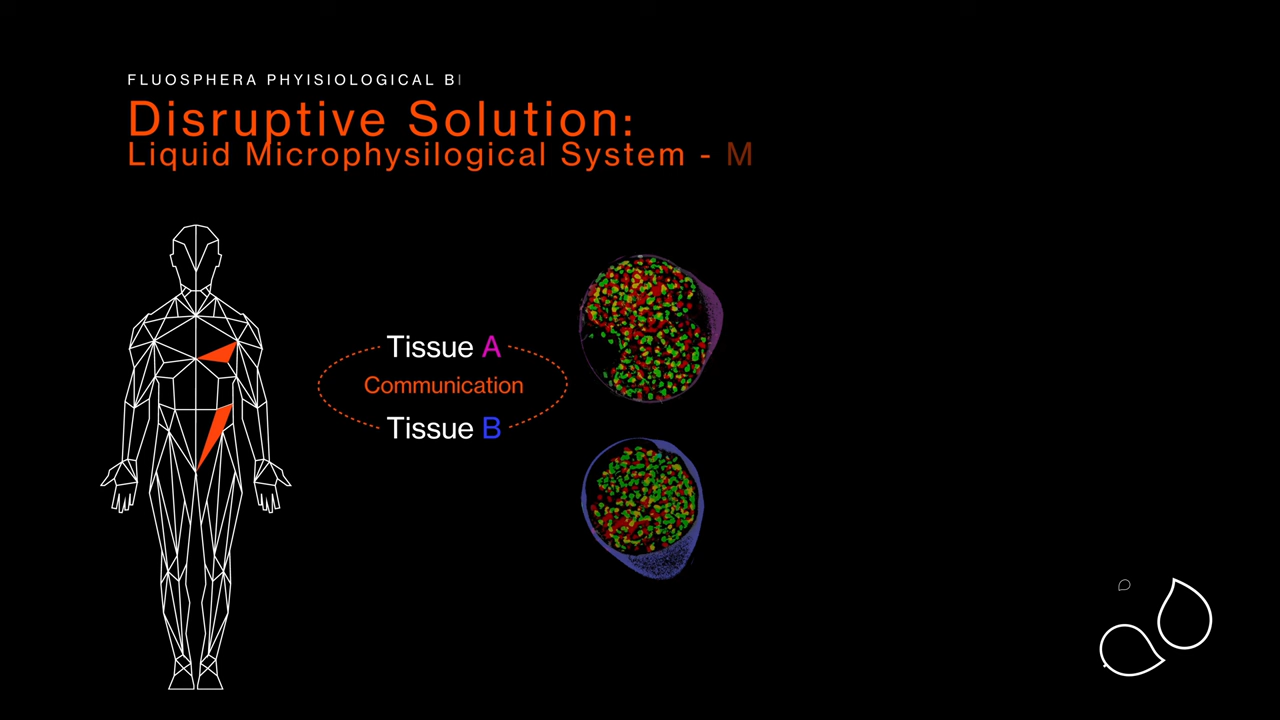 FLUOSPHERA PHYISIOLOGICAL BI
Disruptive Solution:
Liquid Microphysilogical System - M
Tissue A
Communication
Tissue B